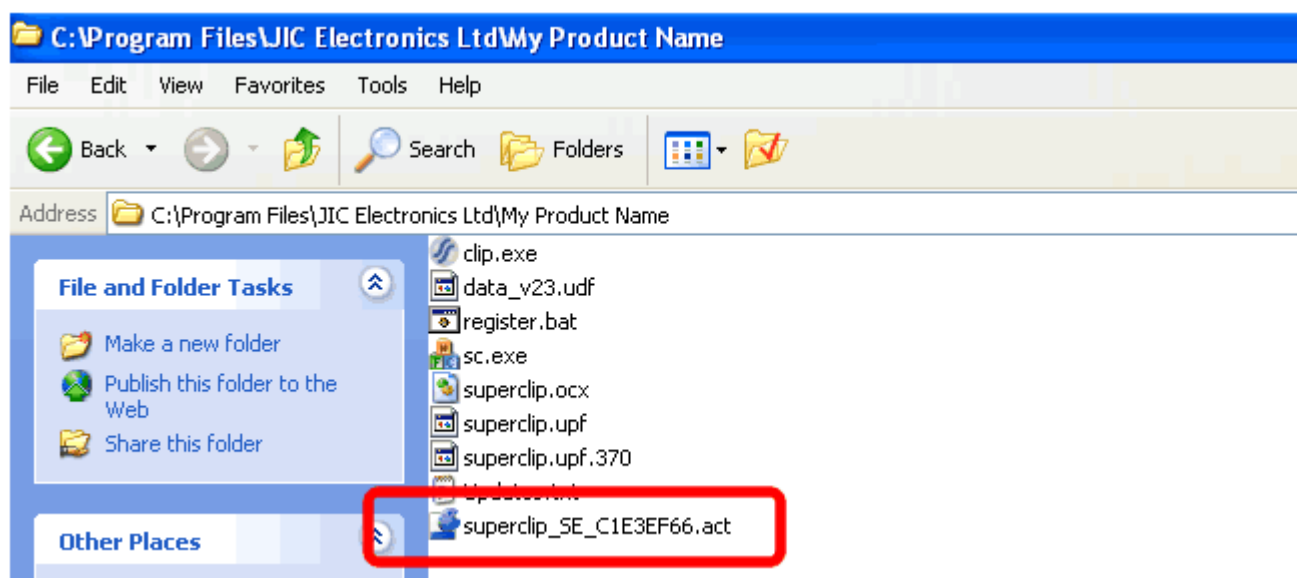 C:\Program Files\JIC Electronics Ltd\My Product Name
File Edit View Favorites Tools Help
Back Search Folders
Address C:\Program Files\JIC Electronics Ltd\My Product Name
File and Folder Tasks
Make a new folder
Publish this folder to the
Web
Share this folder
Other Places
clip.exe
data_v23.udf
register.bat
sc.exe
superclip.ocx
superclip.upf
superclip.upf.370
superclip_SE_C1E3EF66.act